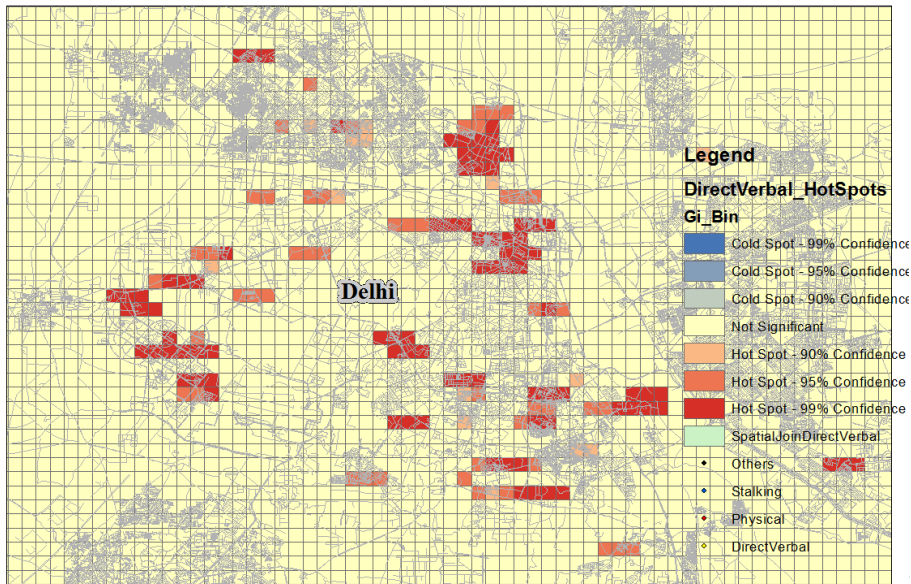 Legend
DirectVerbal_HotSpots
Gi_Bin
Cold Spot - 99% Confidence
Cold Spot - 95% Confidence
Delhi
Cold Spot - 90% Confidence
Not Significant
Hot Spot - 90% Confidence
Hot Spot - 95% Confidence
Hot Spot - 99% Confidence
SpatialJoinDirectVerbal
Others
Stalking
Physical
DirectVerbal